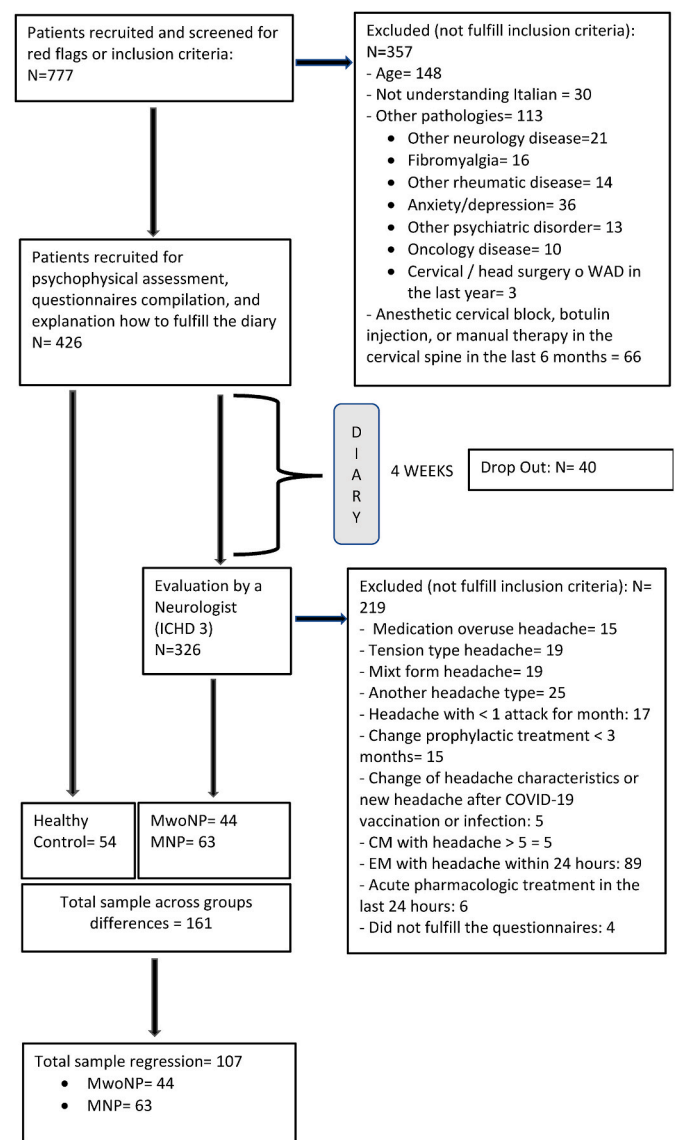 Patients recruited and screened for
red flags or inclusion criteria:
N=777
Excluded (not fulfill inclusion criteria):
N=357
- Age= 148
- Not understanding Italian = 30
- Other pathologies= 113
• Other neurology disease=21
• Fibromyalgia= 16
• Other rheumatic disease= 14
• Anxiety/depression= 36
• Other psychiatric disorder= 13
• Oncology disease= 10
• Cervical / head surgery o WAD in
the last year= 3
- Anesthetic cervical block, botulin
injection, or manual therapy in the
cervical spine in the last 6 months = 66
Patients recruited for
psychophysical assessment,
questionnaires compilation, and
explanation how to fulfill the diary
N= 426
D
I
A
R
Y
4 WEEKS
Drop Out: N= 40
Evaluation by a
Neurologist
(ICHD 3)
N=326
Excluded (not fulfill inclusion criteria): N=
219
- Medication overuse headache= 15
- Tension type headache= 19
- Mixt form headache= 19
- Another headache type= 25
- Headache with < 1 attack for month: 17
- Change prophylactic treatment < 3
months= 15
- Change of headache characteristics or
new headache after COVID-19
vaccination or infection: 5
- CM with headache > 5 = 5
- EM with headache within 24 hours: 89
- Acute pharmacologic treatment in the
last 24 hours: 6
- Did not fulfill the questionnaires: 4
Healthy
Control= 54
MwoNP= 44
MNP= 63
Total sample across groups
differences = 161
Total sample regression= 107
• MwoNP= 44
• MNP= 63